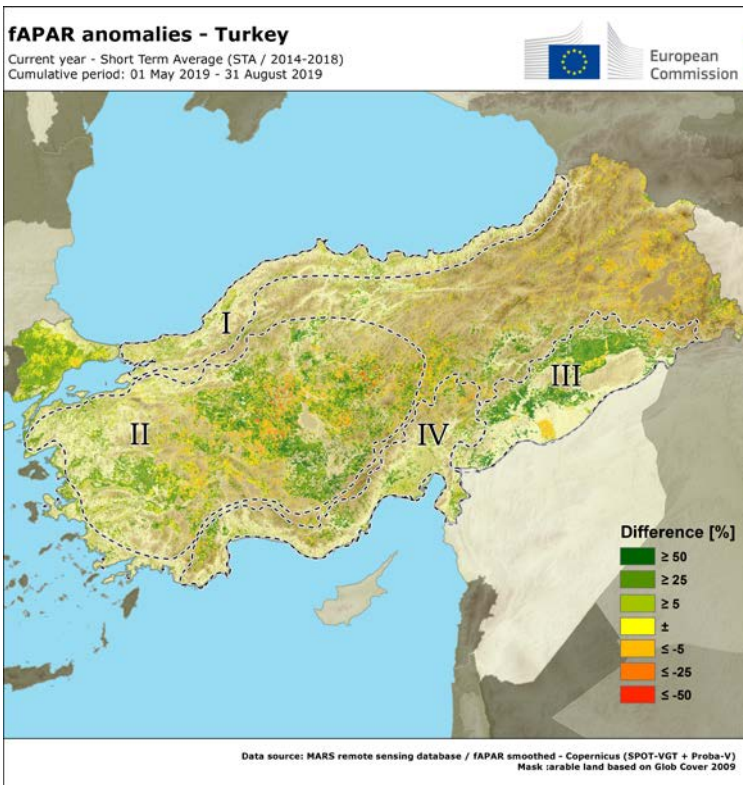 fAPAR anomalies - Turkey
Current year - Short Term Average (STA / 2014-2018)
Cumulative period: 01 May 2019 - 31 August 2019
European
Commission
I
II
III
IV
Difference [%]
≥ 50
≥ 25
≥ 5
±
≤ -5
≤ -25
≤ -50
Data source: MARS remote sensing database / fAPAR smoothed - Copernicus (SPOT-VGT + Proba-V)
Mask :arable land based on Glob Cover 2009